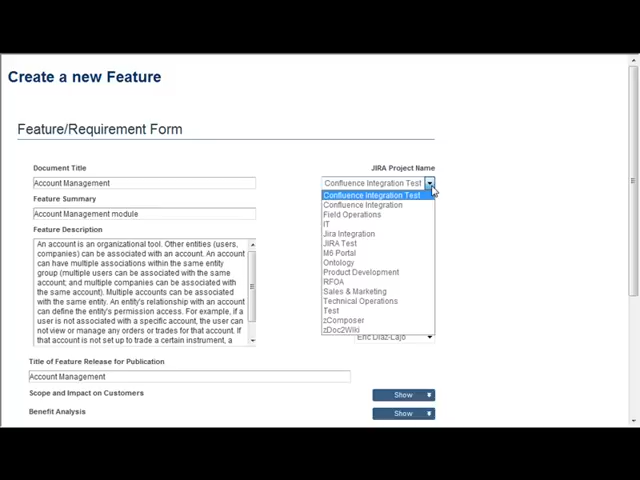 Create a new Feature
Feature/Requirement Form
Document Title
Account Management
Feature Summary
Account Management module
Feature Description
An account is an organizational tool. Other entities (users,
companies) can be associated with an account. An account
can have multiple associations within the same entity
group (multiple users can be associated with the same
account; and multiple companies can be associated with
the same account). Multiple accounts can be associated
with the same entity. An entity's relationship with an account
can define the entity's permission access. For example, if a
user is not associated with a specific account, the user can
not view or manage any orders or trades for that account. If
that account is not set up to trade a certain instrument, a
JIRA Project Name
Confluence Integration Test
Confluence Integration Test
Confluence Integration
Field Operations
IT
Jira Integration
JIRA Test
M6 Portal
Ontology
Product Development
RFOA
Sales & Marketing
Technical Operations
Test
zComposer
zDoc2Wiki
Eric Diaz-Lajo
Title of Feature Release for Publication
Account Management
Scope and Impact on Customers
Show
Benefit Analysis
Show